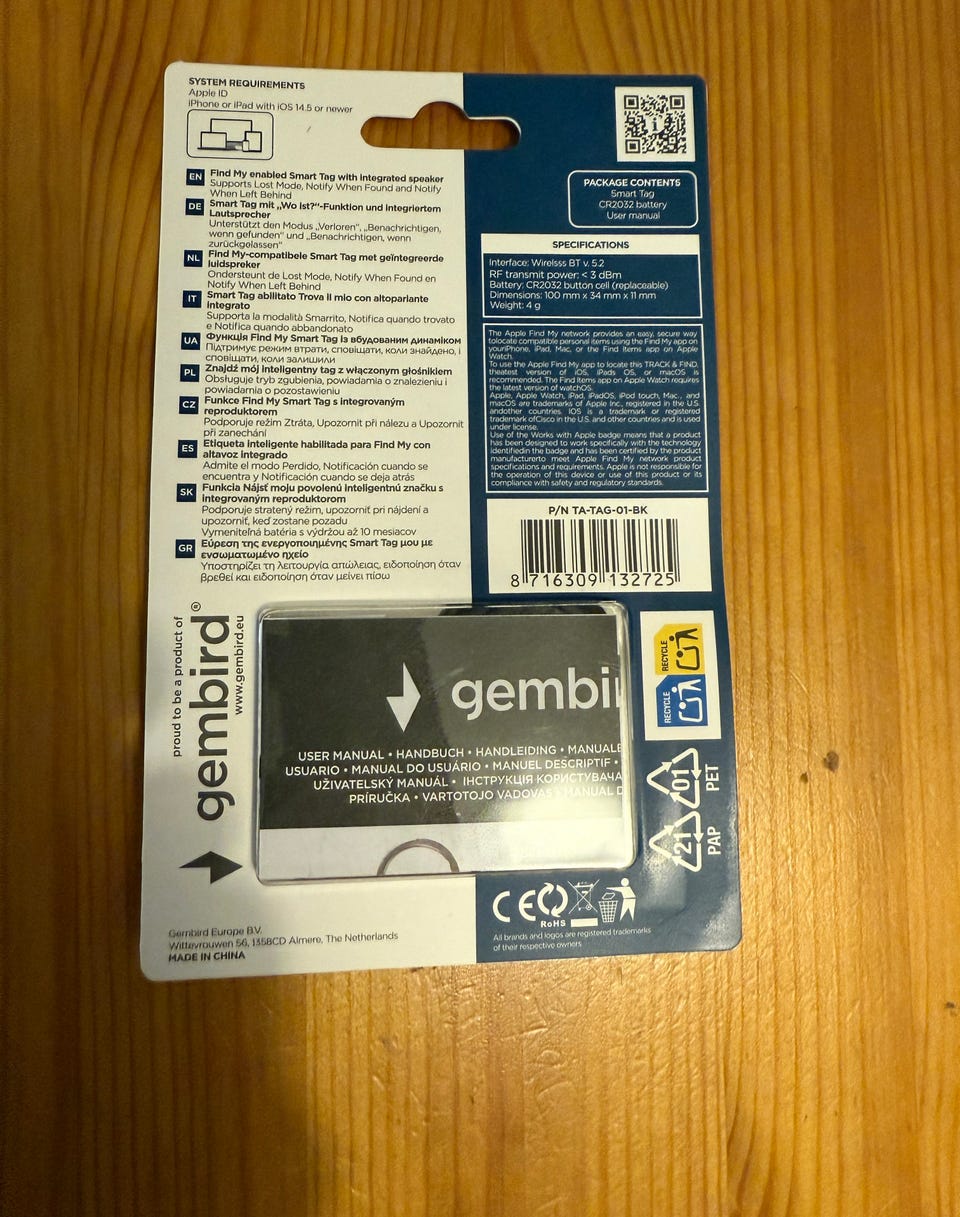 SYSTEM REQUIREMENTS
Apple ID
iPhone or iPad with iOS 14.5 or newer
EN
Find My enabled Smart Tag with integrated speaker
Supports Lost Mode, Notify When Found and Notify
When Left Behind
DE
Smart Tag mit „Wo ist?“-Funktion und integriertem
Lautsprecher
Unterstützt den Modus „Verloren“, „Benachrichtigen,
wenn gefunden“ und „Benachrichtigen, wenn
zurückgelassen“
NL
Find My-compatibele Smart Tag met geïntegreerde
luidspreker
Ondersteunt de Lost Mode, Notify When Found en
Notify When Left Behind
IT
Smart Tag abilitato Trova il mio con altoparlante
integrato
Supporta la modalità Smarrito, Notifica quando trovato
e Notifica quando abbandonato
UA
Функція Find My Smart Tag із вбудованим динаміком
Підтримує режим втрати, сповіщати, коли знайдено, і
сповіщати, коли залишили
PL
Znajdź mój inteligentny tag z włączonym głośnikiem
Obsługuje tryb zgubienia, powiadamia o znalezieniu i
powiadamia o pozostawieniu
CZ
Funkce Find My Smart Tag s integrovaným
reproduktorem
Podporuje režim Ztráta, Upozornit při nálezu a Upozornit
při zanechání
ES
Etiqueta inteligente habilitada para Find My con
altavoz integrado
Admite el modo Perdido, Notificación cuando se
encuentra y Notificación cuando se deja atrás
SK
Funkcia Nájsť moju povolenú inteligentnú značku s
integrovaným reproduktorom
Podporuje stratený režim, upozorniť pri nájdení a
upozorniť, keď zostane pozadu
Vymeniteľná batéria s výdržou až 10 mesiacov
GR
Εύρεση της ενεργοποιημένης Smart Tag μου με
ενσωματωμένο ηχείο
Υποστηρίζει τη λειτουργία απώλειας, ειδοποίηση όταν
βρεθεί και ειδοποίηση όταν μείνει πίσω
PACKAGE CONTENTS
Smart Tag
CR2032 battery
User manual
SPECIFICATIONS
Interface: Wirelsss BT v. 5.2
RF transmit power: < 3 dBm
Battery: CR2032 button cell (replaceable)
Dimensions: 100 mm x 34 mm x 11 mm
Weight: 4 g
The Apple Find My network provides an easy, secure way
tolocate compatible personal items using the Find My app on
youriPhone, iPad, Mac, or the Find Items app on Apple
Watch.
To use the Apple Find My app to locate this TRACK & FIND,
thelatest version of iOS, iPads OS, or macOS is
recommended. The Find Items app on Apple Watch requires
the latest version of watchOS.
Apple, Apple Watch, iPad, iPadOS, iPod touch, Mac, and
macOS are trademarks of Apple Inc., registered in the U.S.
andother countries. iOS is a trademark or registered
trademark ofCisco in the U.S. and other countries and is used
under license.
Use of the Works with Apple badge means that a product
has been designed to work specifically with the technology
identifiedin the badge and has been certified by the product
manufacturerto meet Apple Find My network product
specifications and requirements. Apple is not responsible for
the operation of this device or use of this product or its
compliance with safety and regulatory standards.
P/N TA-TAG-01-BK
8 716309 132725
proud to be a product of
gembird®
www.gembird.eu
gembir
USER MANUAL • HANDBUCH • HANDLEIDING • MANUALE
USUARIO • MANUAL DO USUÁRIO • MANUEL DESCRIPTIF •
UŽIVATELSKÝ MANUÁL • ІНСТРУКЦІЯ КОРИСТУВАЧА
PRÍRUČKA • VARTOTOJO VADOVAS • MANUAL D
RECYCLE
RECYCLE
01
PET
21
PAP
CE
RoHS
All brands and logos are registered trademarks
of their respective owners
Gembird Europe B.V.
Wittevrouwen 56, 1358CD Almere, The Netherlands
MADE IN CHINA